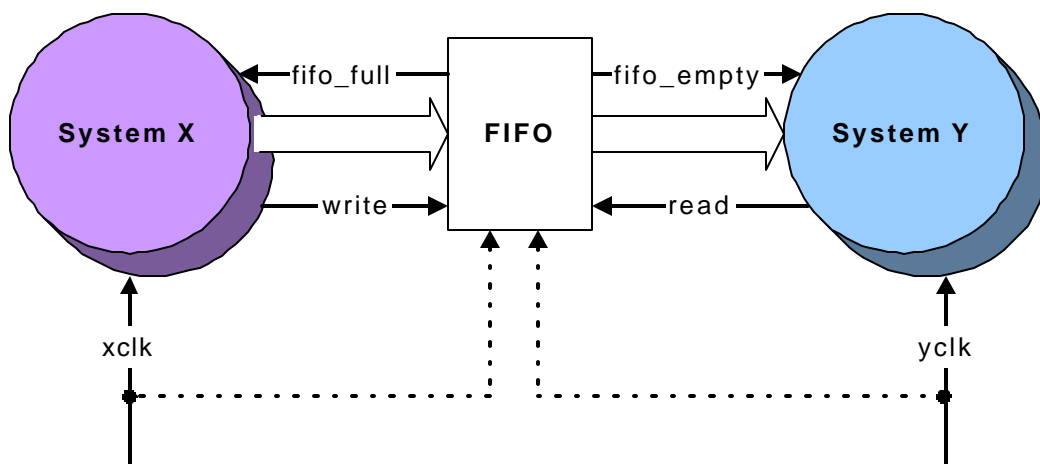 fifo_full
fifo_empty
System X
FIFO
System Y
write
read
xclk
yclk